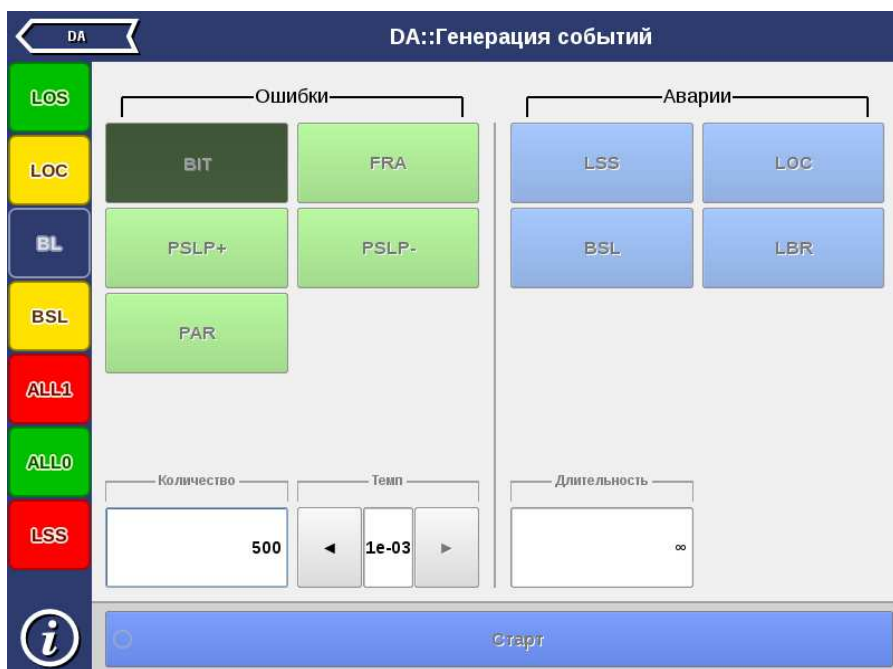 DA
DA::Генерация событий
LOS
LOC
BL
BSL
ALL1
ALL0
LSS
Ошибки
Аварии
BIT
FRA
LSS
LOC
PSLP+
PSLP-
BSL
LBR
PAR
Количество
Темп
Длительность
500
◄
1e-03
►
∞
i
Старт